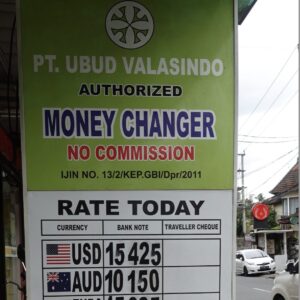 PT. UBUD VALASINDO
AUTHORIZED
MONEY CHANGER
NO COMMISSION
IJIN NO. 13/2/KEP.GBI/Dpr/2011
RATE TODAY
CURRENCY BANK NOTE TRAVELLER CHEQUE
USD 15 425
AUD 10 150